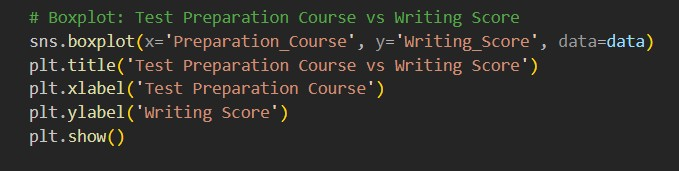 # Boxplot: Test Preparation Course vs Writing Score
sns.boxplot(x='Preparation_Course', y='Writing_Score', data=data)
plt.title('Test Preparation Course vs Writing Score')
plt.xlabel('Test Preparation Course')
plt.ylabel('Writing Score')
plt.show()